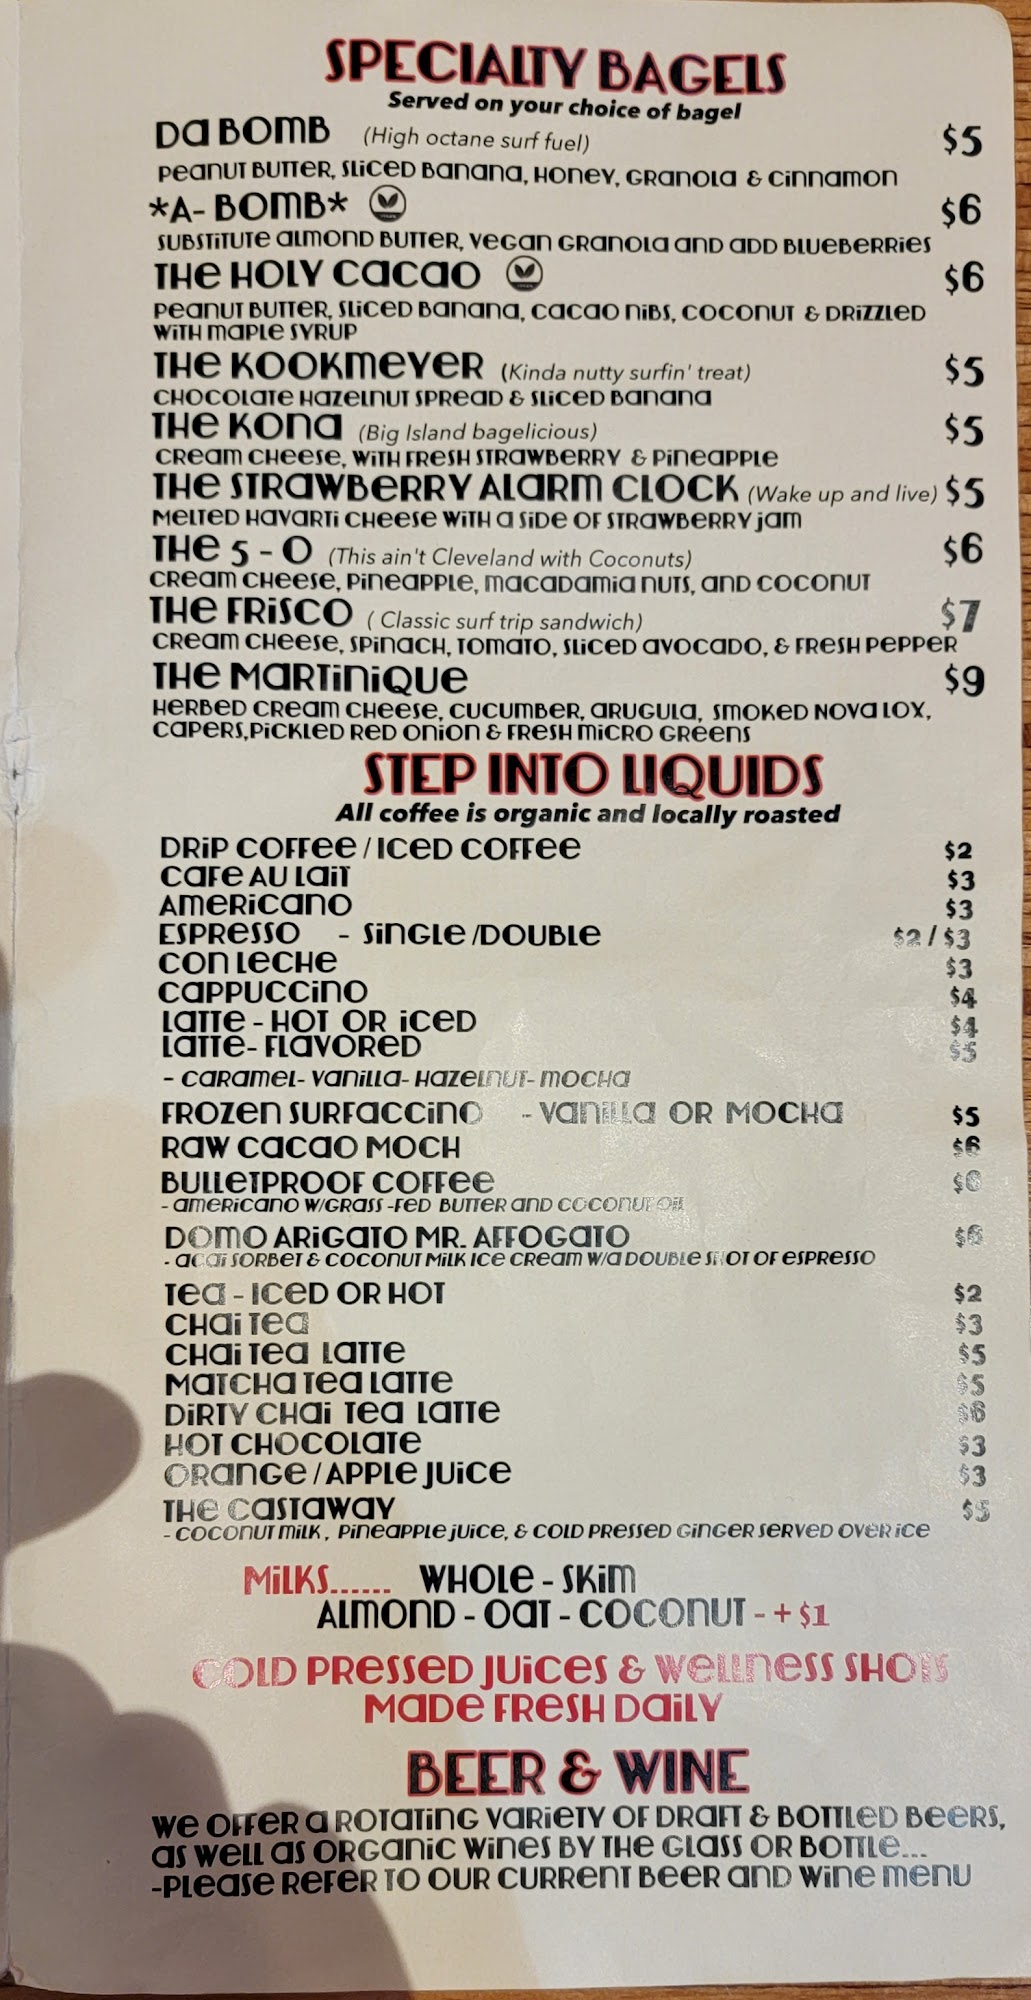 SPECIALTY BAGELS
Served on your choice of bagel
Da BOMB (High octane surf fuel) $5
Peanut Butter, Sliced Banana, Honey, Granola & Cinnamon
*A- BOMB* $6
Substitute almond Butter, vegan Granola and add Blueberries
The HOLY Cacao $6
Peanut Butter, Sliced Banana, Cacao Nibs, Coconut & Drizzled
with maple syrup
The Kookmeyer (Kinda nutty surfin' treat) $5
Chocolate Hazelnut Spread & Sliced Banana
The Kona (Big Island bagelicious) $5
Cream Cheese, with Fresh Strawberry & Pineapple
The Strawberry Alarm Clock (Wake up and live) $5
Melted Havarti Cheese with a side of Strawberry jam
The 5 - O (This ain't Cleveland with Coconuts) $6
Cream Cheese, Pineapple, macadamia nuts, and coconut
The Frisco ( Classic surf trip sandwich) $7
Cream Cheese, Spinach, Tomato, Sliced avocado, & Fresh Pepper
The Martinique $9
Herbed Cream Cheese, Cucumber, arugula, smoked nova lox,
capers,pickled red onion & fresh micro greens
STEP INTO LIQUIDS
All coffee is organic and locally roasted
Drip Coffee / Iced Coffee $2
Cafe Au Lait $3
Americano $3
Espresso - Single /Double $2 / $3
Con Leche $3
Cappuccino $4
Latte - Hot or iced $4
Latte- Flavored $5
- Caramel- Vanilla- Hazelnut- Mocha
Frozen Surfaccino - Vanilla or Mocha $5
Raw Cacao Moch $6
Bulletproof Coffee $6
- americano w/grass -fed butter and coconut oil
Domo Arigato Mr. Affogato $6
- acai sorbet & coconut milk ice cream w/a double shot of espresso
Tea - Iced or Hot $2
Chai Tea $3
Chai Tea Latte $5
Matcha Tea Latte $5
Dirty Chai Tea Latte $6
Hot Chocolate $3
Orange / Apple Juice $3
The Castaway $5
- coconut milk, pineapple juice, & cold pressed ginger served over ice
Milks...... Whole - Skim
Almond - Oat - Coconut - + $1
Cold Pressed Juices & Wellness Shots
Made Fresh Daily
BEER & WINE
We offer a rotating variety of draft & bottled beers,
as well as organic wines by the glass or bottle...
-Please refer to our current beer and wine menu